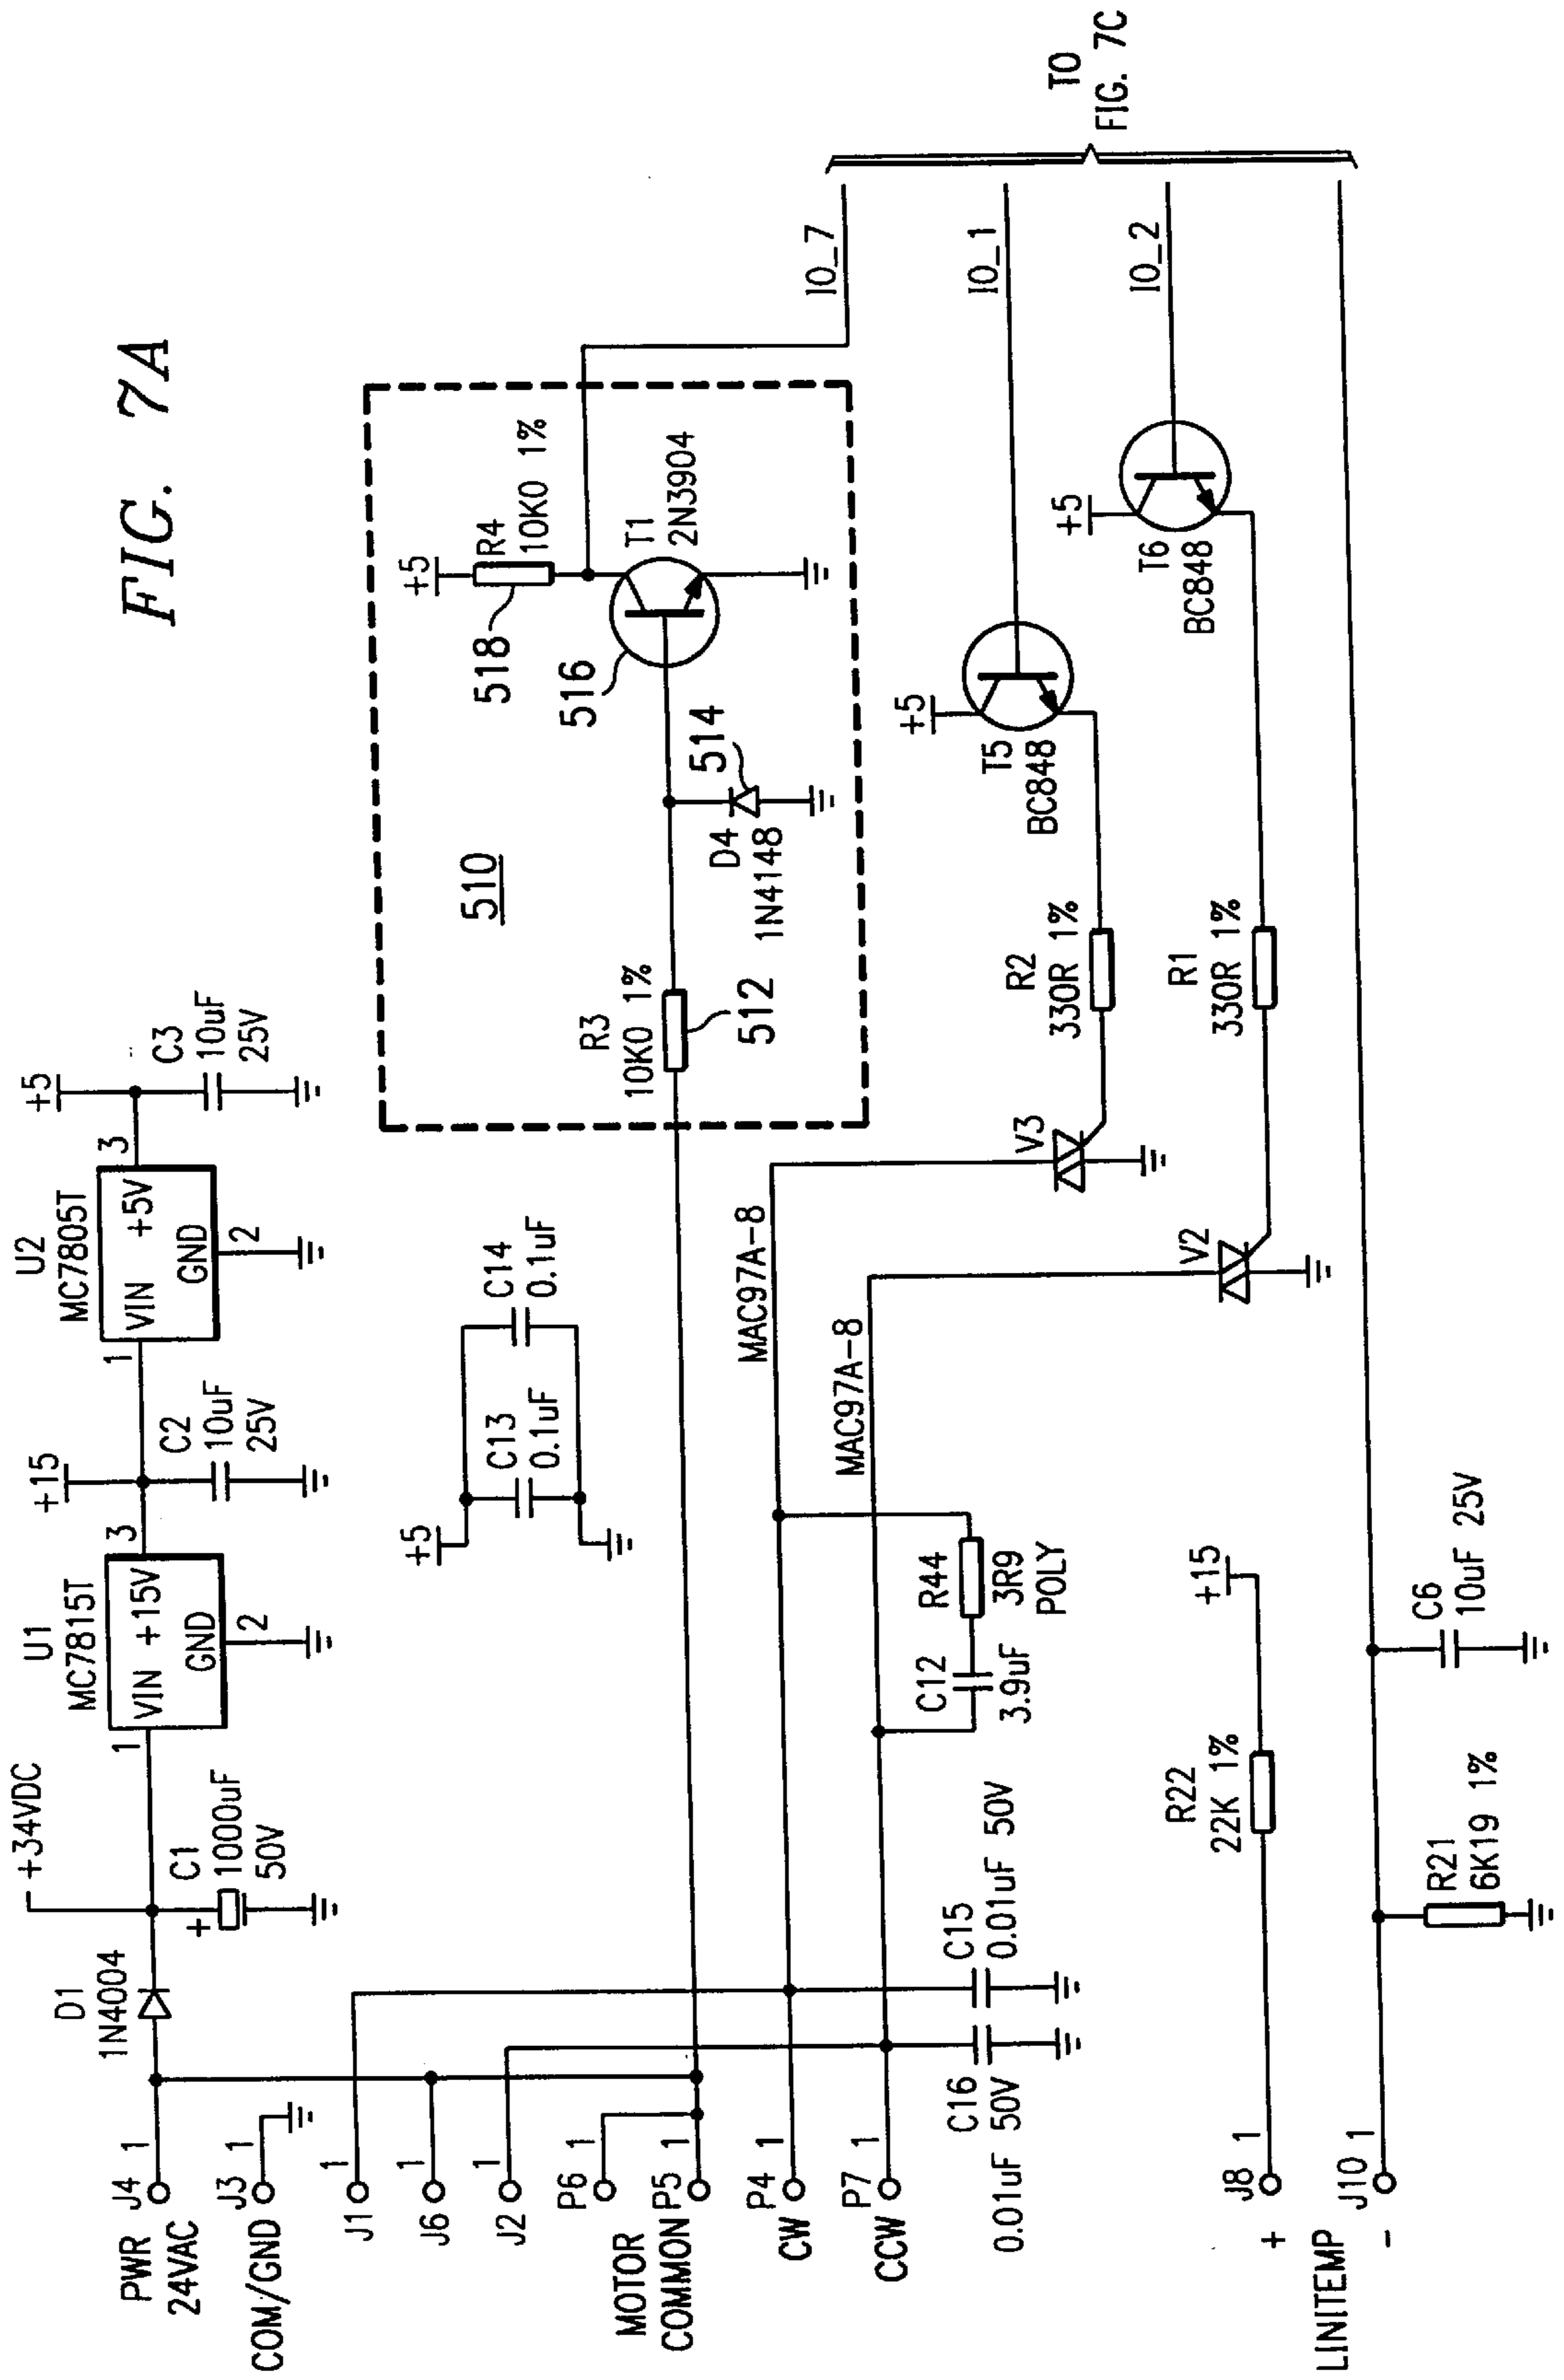 FIG. 7A
PWR
24VAC
J4
1
COM/GND
J3
1
D1
1N4004
+34VDC
+
C1
1000uF
50V
U1
MC7815T
1
VIN +15V
3
GND
2
+15
C2
10uF
25V
U2
MC7805T
1
VIN +5V
3
GND
2
+5
C3
10uF
25V
J1
1
J6
1
J2
1
+5
C13
0.1uF
C14
0.1uF
MOTOR
COMMON
P6
1
P5
1
R3
10K0 1%
512
510
D4
1N4148
514
516
518
+5
R4
10K0 1%
T1
2N3904
IO_7
CW
P4
1
CCW
P7
1
C16
0.01uF 50V
C15
0.01uF 50V
C12
3.9uF
R44
3R9
POLY
MAC97A-8
MAC97A-8
V3
V2
R2
330R 1%
R1
330R 1%
+5
T5
BC848
IO_1
+5
T6
BC848
IO_2
TO
FIG. 7C
LINITEMP
+
J8
1
R22
22K 1%
+15
-
J10
1
R21
6K19 1%
C6
10uF 25V